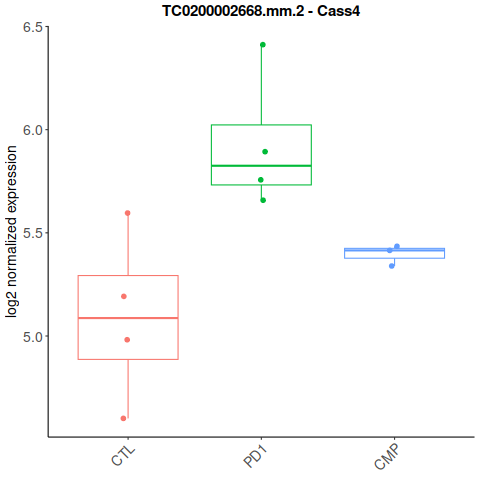 TC0200002668.mm.2 - Cass4
log2 normalized expression
6.5
6.0
5.5
5.0
CTL
PD1
CMP